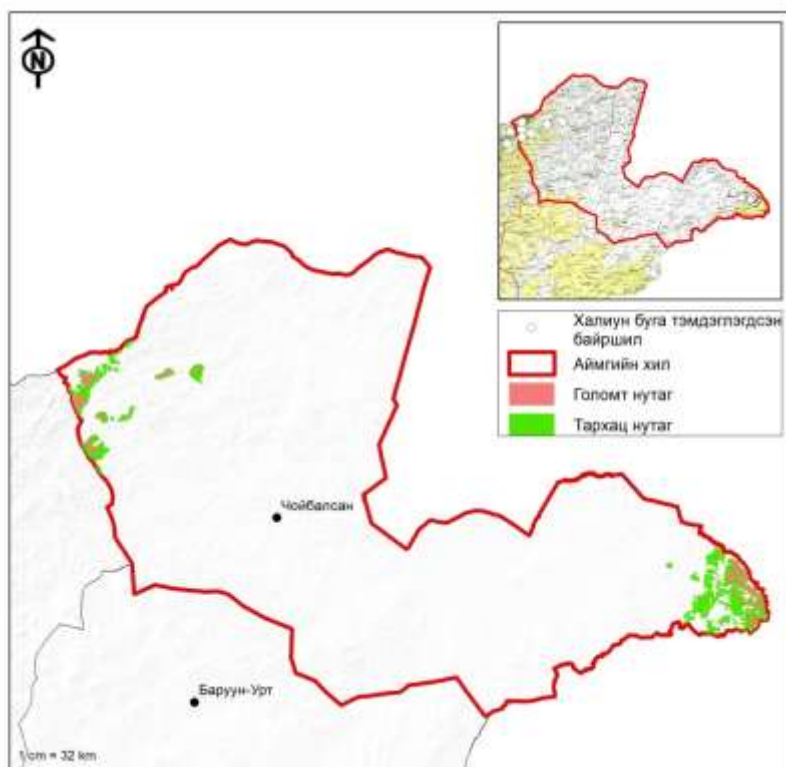 N
Халиун буга тэмдэглэгдсэн
байршил
Аймгийн хил
Голомт нутаг
Тархац нутаг
Чойбалсан
Баруун-Урт
1 cm = 32 km